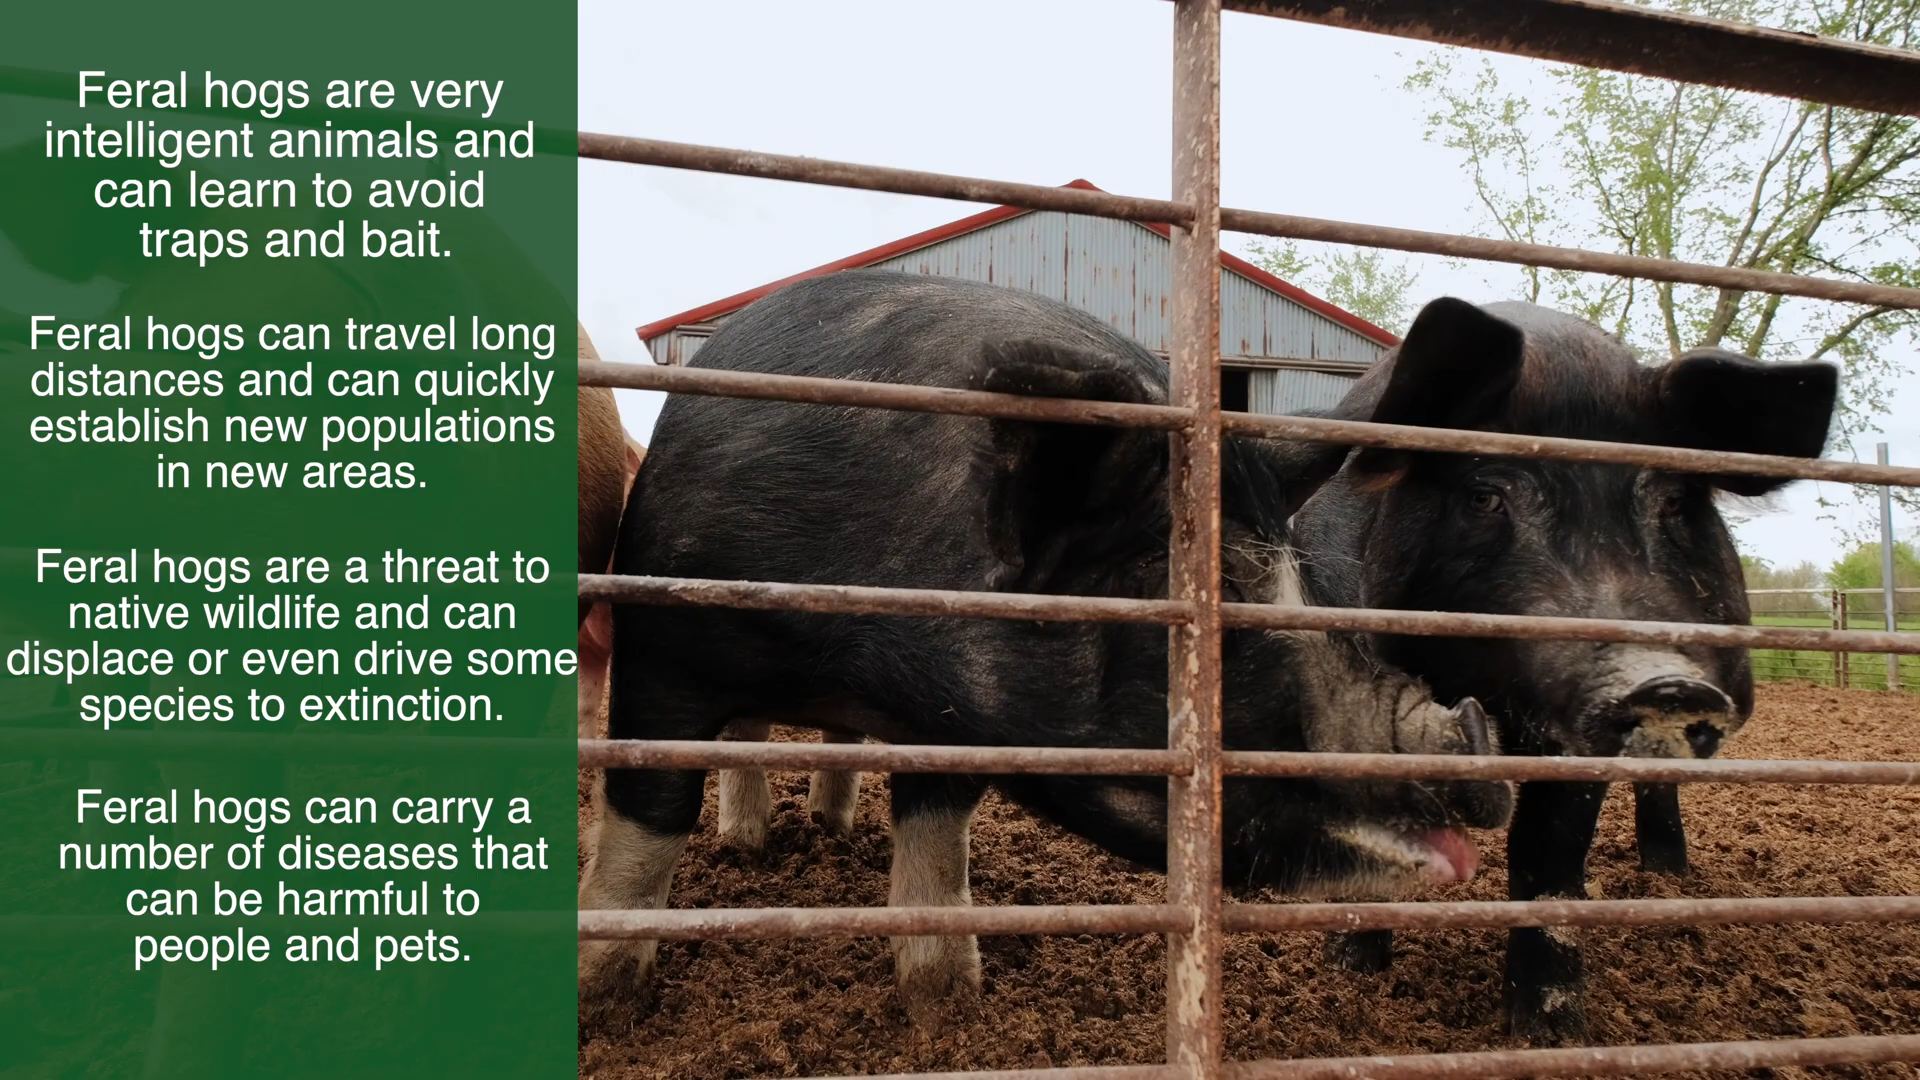 Feral hogs are very
intelligent animals and
can learn to avoid
traps and bait.
Feral hogs can travel long
distances and can quickly
establish new populations
in new areas.
Feral hogs are a threat to
native wildlife and can
displace or even drive some
species to extinction.
Feral hogs can carry a
number of diseases that
can be harmful to
people and pets.